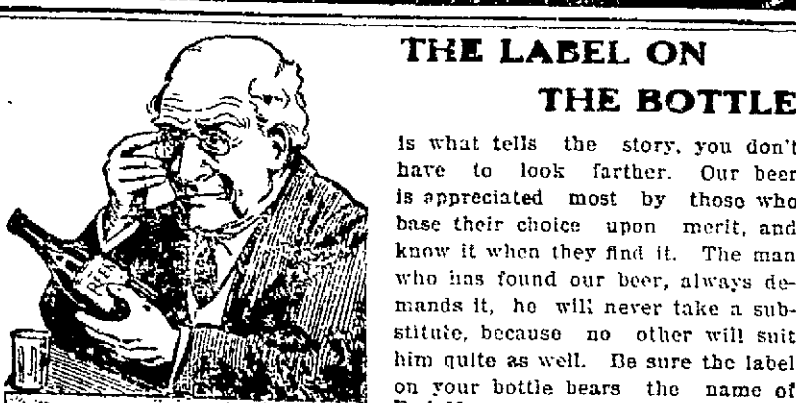 THE LABEL ON
THE BOTTLE
is what tells the story, you don't
have to look farther. Our beer
is appreciated most by those who
base their choice upon merit, and
know it when they find it. The man
who has found our beer, always de-
mands it, he will never take a sub-
stitute, because no other will suit
him quite as well. Be sure the label
on your bottle bears the name of